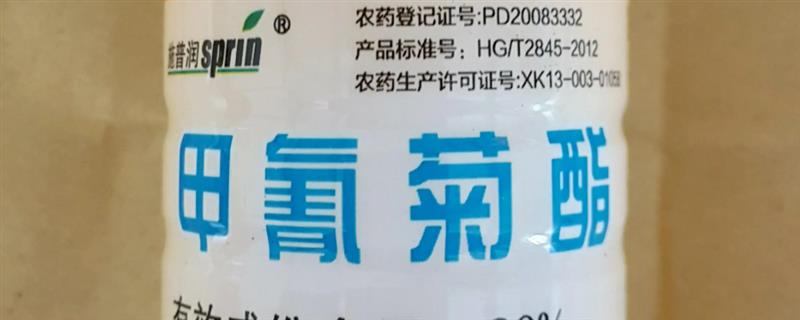 农药登记证号:PD20083332
施普润sprin®
产品标准号: HG/T2845-2012
农药生产许可证号:XK13-003-01058
甲氰菊酯